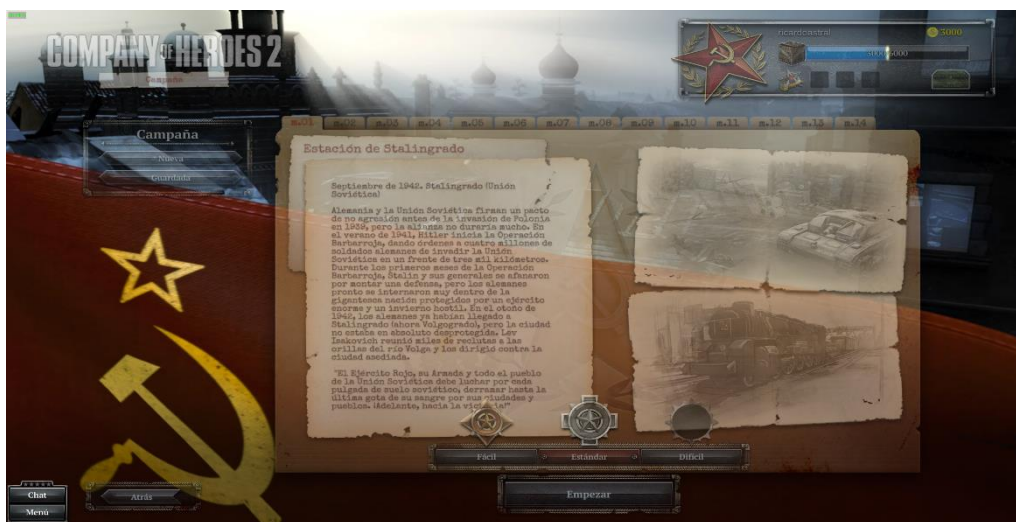 COMPANY OF HEROES 2
Campaña
ricardoastral
3000
Campaña
Nueva
Guardada
m.01 m.02 m.03 m.04 m.05 m.06 m.07 m.08 m.09 m.10 m.11 m.12 m.13 m.14
Estación de Stalingrado
Septiembre de 1942. Stalingrado (Unión
Soviética)
Alemania y la Unión Soviética firman un pacto
de no agresión antes de la invasión de Polonia
en 1939, pero la alianza no duraría mucho. En
el verano de 1941, Hitler inicia la Operación
Barbarroja, dando órdenes a cuatro millones de
soldados alemanes de invadir la Unión
Soviética en un frente de tres mil kilómetros.
Durante los primeros meses de la Operación
Barbarroja, Stalin y sus generales se afanaron
por montar una defensa, pero los alemanes
pronto se internaron muy dentro de la
gigantesca nación protegidos por un ejército
enorme y un invierno hostil. En el otoño de
1942, los alemanes ya habían llegado a
Stalingrado (ahora Volgogrado), pero la ciudad
no estaba en absoluto desprotegida. Lev
Isakovich reunió miles de reclutas a las
orillas del río Volga y los dirigió contra la
ciudad asediada.
"El Ejército Rojo, su Armada y todo el pueblo
de la Unión Soviética debe luchar por cada
pulgada de suelo soviético, derramar hasta la
última gota de su sangre por sus ciudades y
pueblos. ¡Adelante, hacia la victoria!"
Fácil
Estándar
Difícil
Empezar
Atrás
Chat
Menú